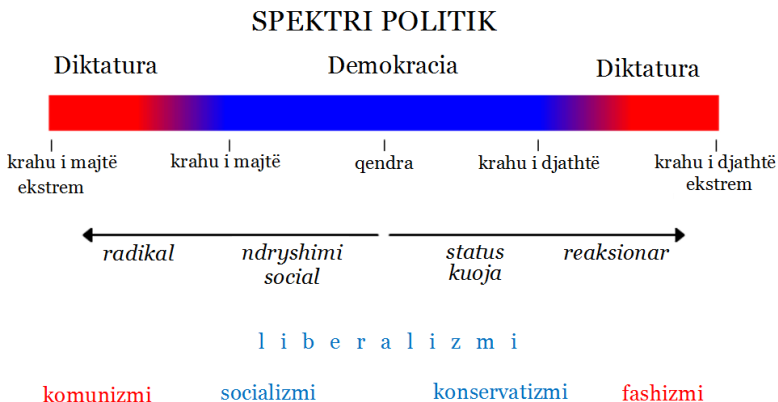 SPEKTRI POLITIK
Diktatura Demokracia Diktatura
krahu i majtë ekstrem
krahu i majtë
qendra
krahu i djathtë
krahu i djathtë ekstrem
radikal
ndryshimi social
status kuoja
reaksionar
liberalizmi
komunizmi socializmi konservatizmi fashizmi